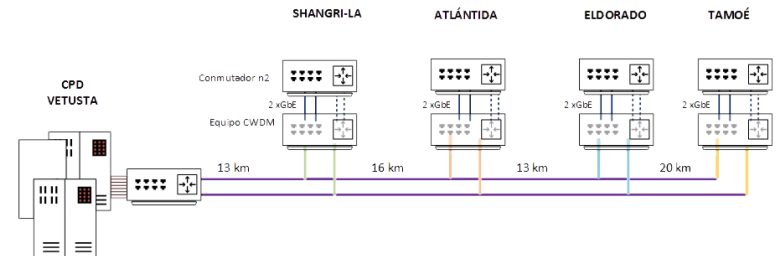 SHANGRI-LA ATLÁNTIDA ELDORADO TAMOÉ
CPD
VETUSTA
Conmutador n2
2 xGbE 2 xGbE 2 xGbE 2 xGbE
Equipo CWDM
13 km 16 km 13 km 20 km